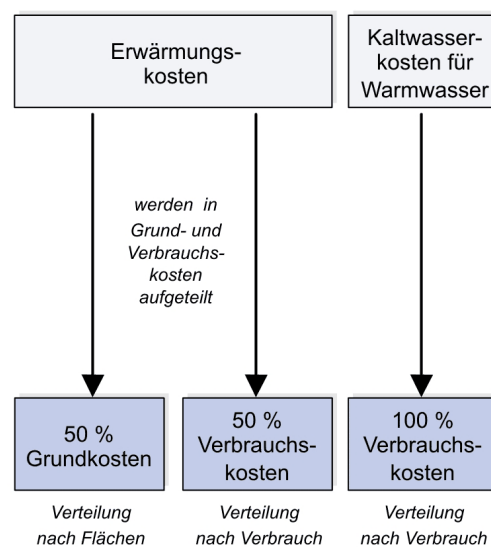 Erwärmungs-
kosten
Kaltwasser-
kosten für
Warmwasser
werden in
Grund- und
Verbrauchs-
kosten
aufgeteilt
50 %
Grundkosten
50 %
Verbrauchs-
kosten
100 %
Verbrauchs-
kosten
Verteilung
nach Flächen
Verteilung
nach Verbrauch
Verteilung
nach Verbrauch